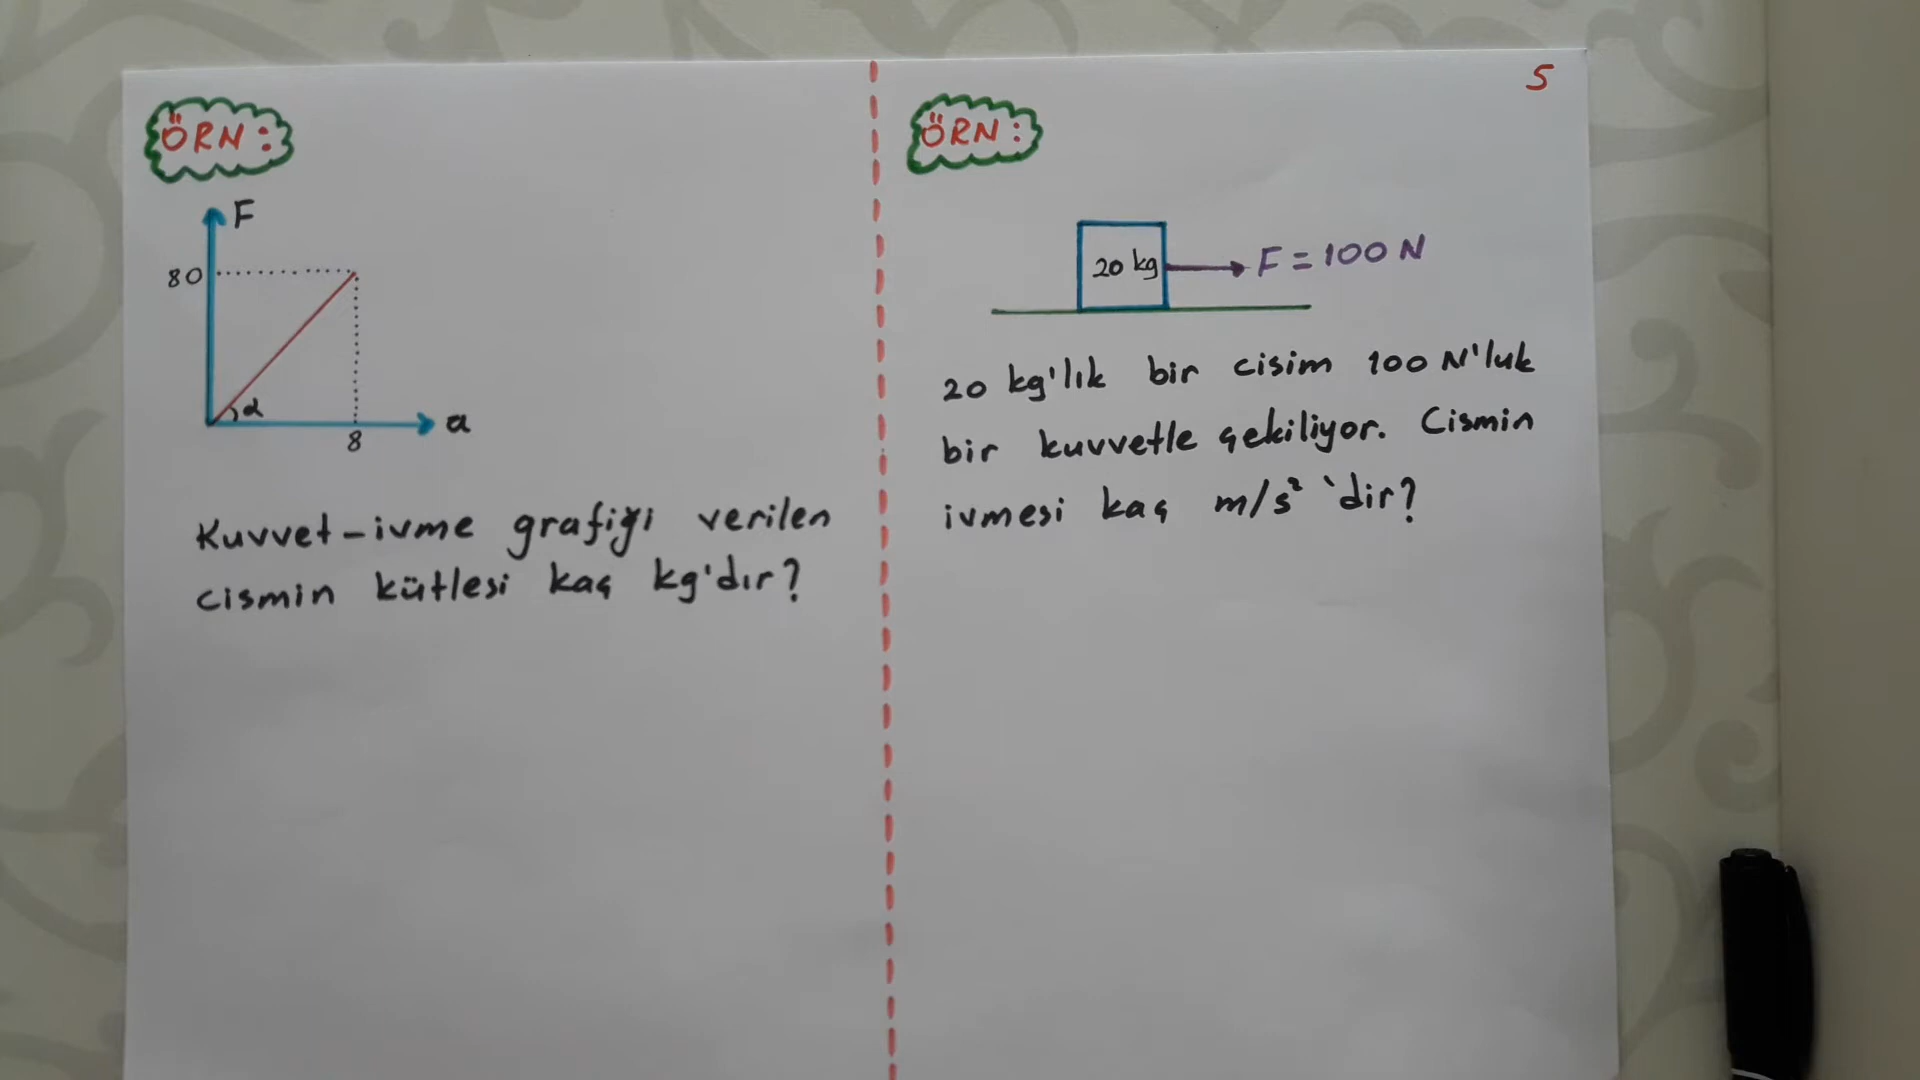 ÖRN:
F
80
α
a
8
Kuvvet-ivme grafiği verilen
cismin kütlesi kaç kg'dır?
5
ÖRN:
20 kg
F = 100 N
20 kg'lık bir cisim 100 N'luk
bir kuvvetle çekiliyor. Cismin
ivmesi kaç m/s² 'dir?